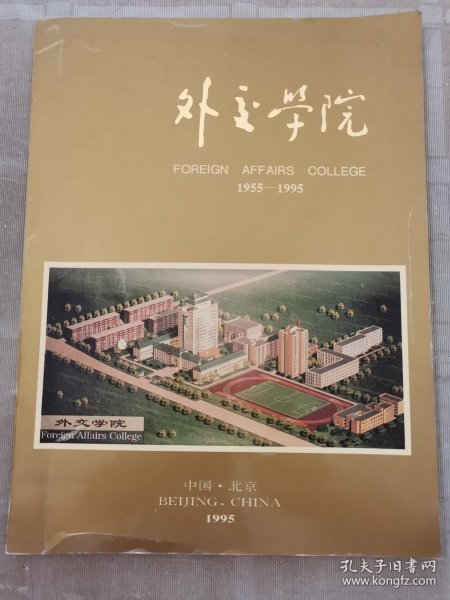 外交學院
FOREIGN AFFAIRS COLLEGE
1955—1995
外交学院
Foreign Affairs College
中国·北京
BEIJING. CHINA
1995
孔夫子旧书网
www.kongfz.com